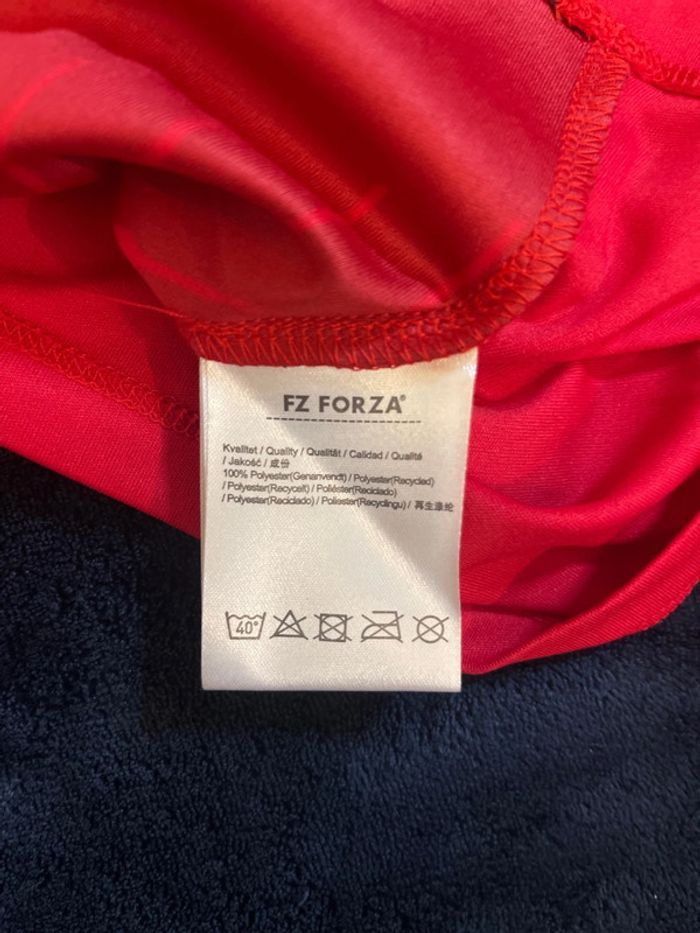 FZ FORZA®
Kvalitet / Quality / Qualität / Calidad / Qualité
/ Jakość / 成份
100% Polyester(Genanvendt) / Polyester(Recycled)
/ Polyester(Recycelt) / Poliéster(Reciclado)
/ Polyester(Reciclado) / Poliester(Recyclingu) / 再生涤纶
40°